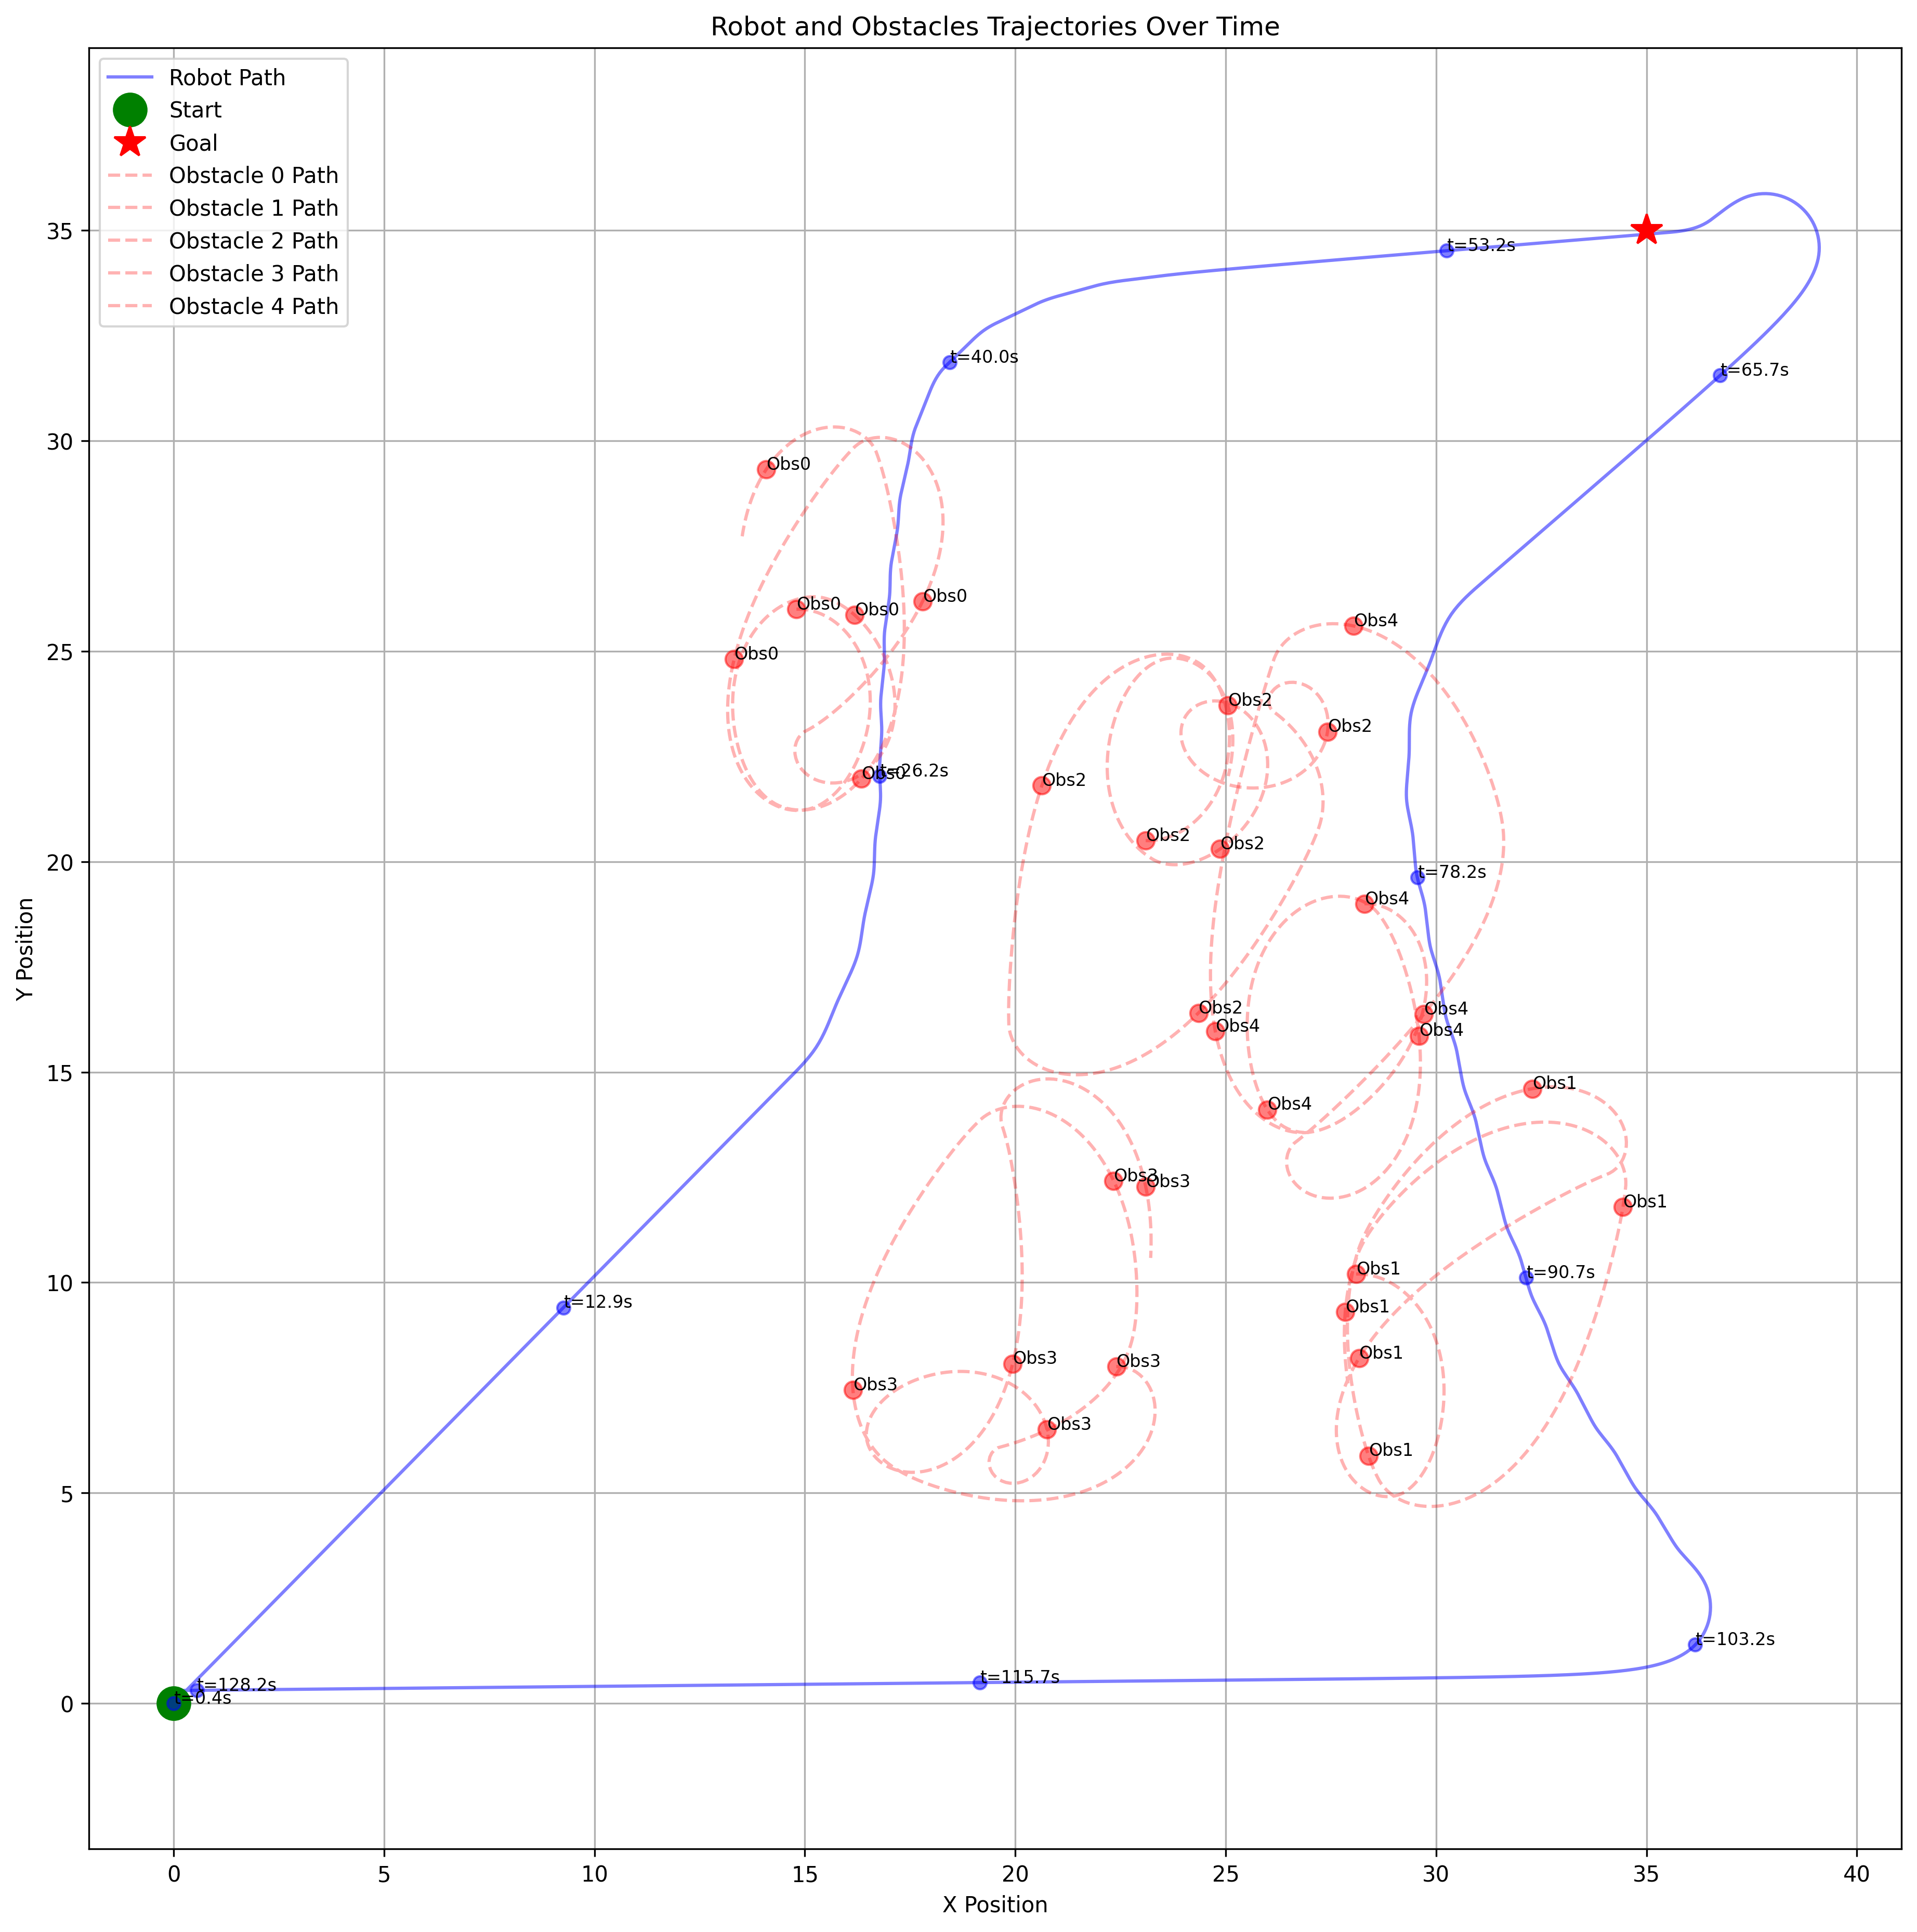 Robot and Obstacles Trajectories Over Time
Robot Path
Start
Goal
Obstacle 0 Path
Obstacle 1 Path
Obstacle 2 Path
Obstacle 3 Path
Obstacle 4 Path
Y Position
35
30
25
20
15
10
5
0
t=53.2s
t=40.0s
t=65.7s
Obs0
Obs0
Obs0
Obs0
Obs0
Obs0
t=26.2s
Obs4
Obs2
Obs2
Obs2
Obs2
Obs2
t=78.2s
Obs4
Obs2
Obs4
Obs4
Obs4
Obs4
Obs1
Obs3
Obs3
Obs1
Obs1
Obs1
t=90.7s
t=12.9s
Obs3
Obs3
Obs3
Obs1
Obs3
Obs1
t=103.2s
t=115.7s
t=128.2s
t=0.4s
0
5
10
15
20
25
30
35
40
X Position